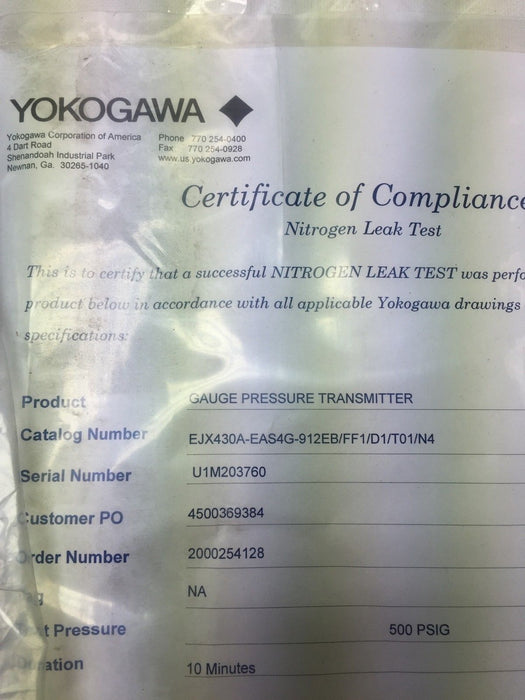 YOKOGAWA
Yokogawa Corporation of America
4 Dart Road
Shenandoah Industrial Park
Newnan, Ga. 30265-1040
Phone 770 254-0400
Fax 770 254-0928
www.us.yokogawa.com
Certificate of Compliance
Nitrogen Leak Test
This is to certify that a successful NITROGEN LEAK TEST was perfo
product below in accordance with all applicable Yokogawa drawings
specifications:
Product GAUGE PRESSURE TRANSMITTER
Catalog Number EJX430A-EAS4G-912EB/FF1/D1/T01/N4
Serial Number U1M203760
Customer PO 4500369384
Order Number 2000254128
g NA
t Pressure 500 PSIG
ation 10 Minutes